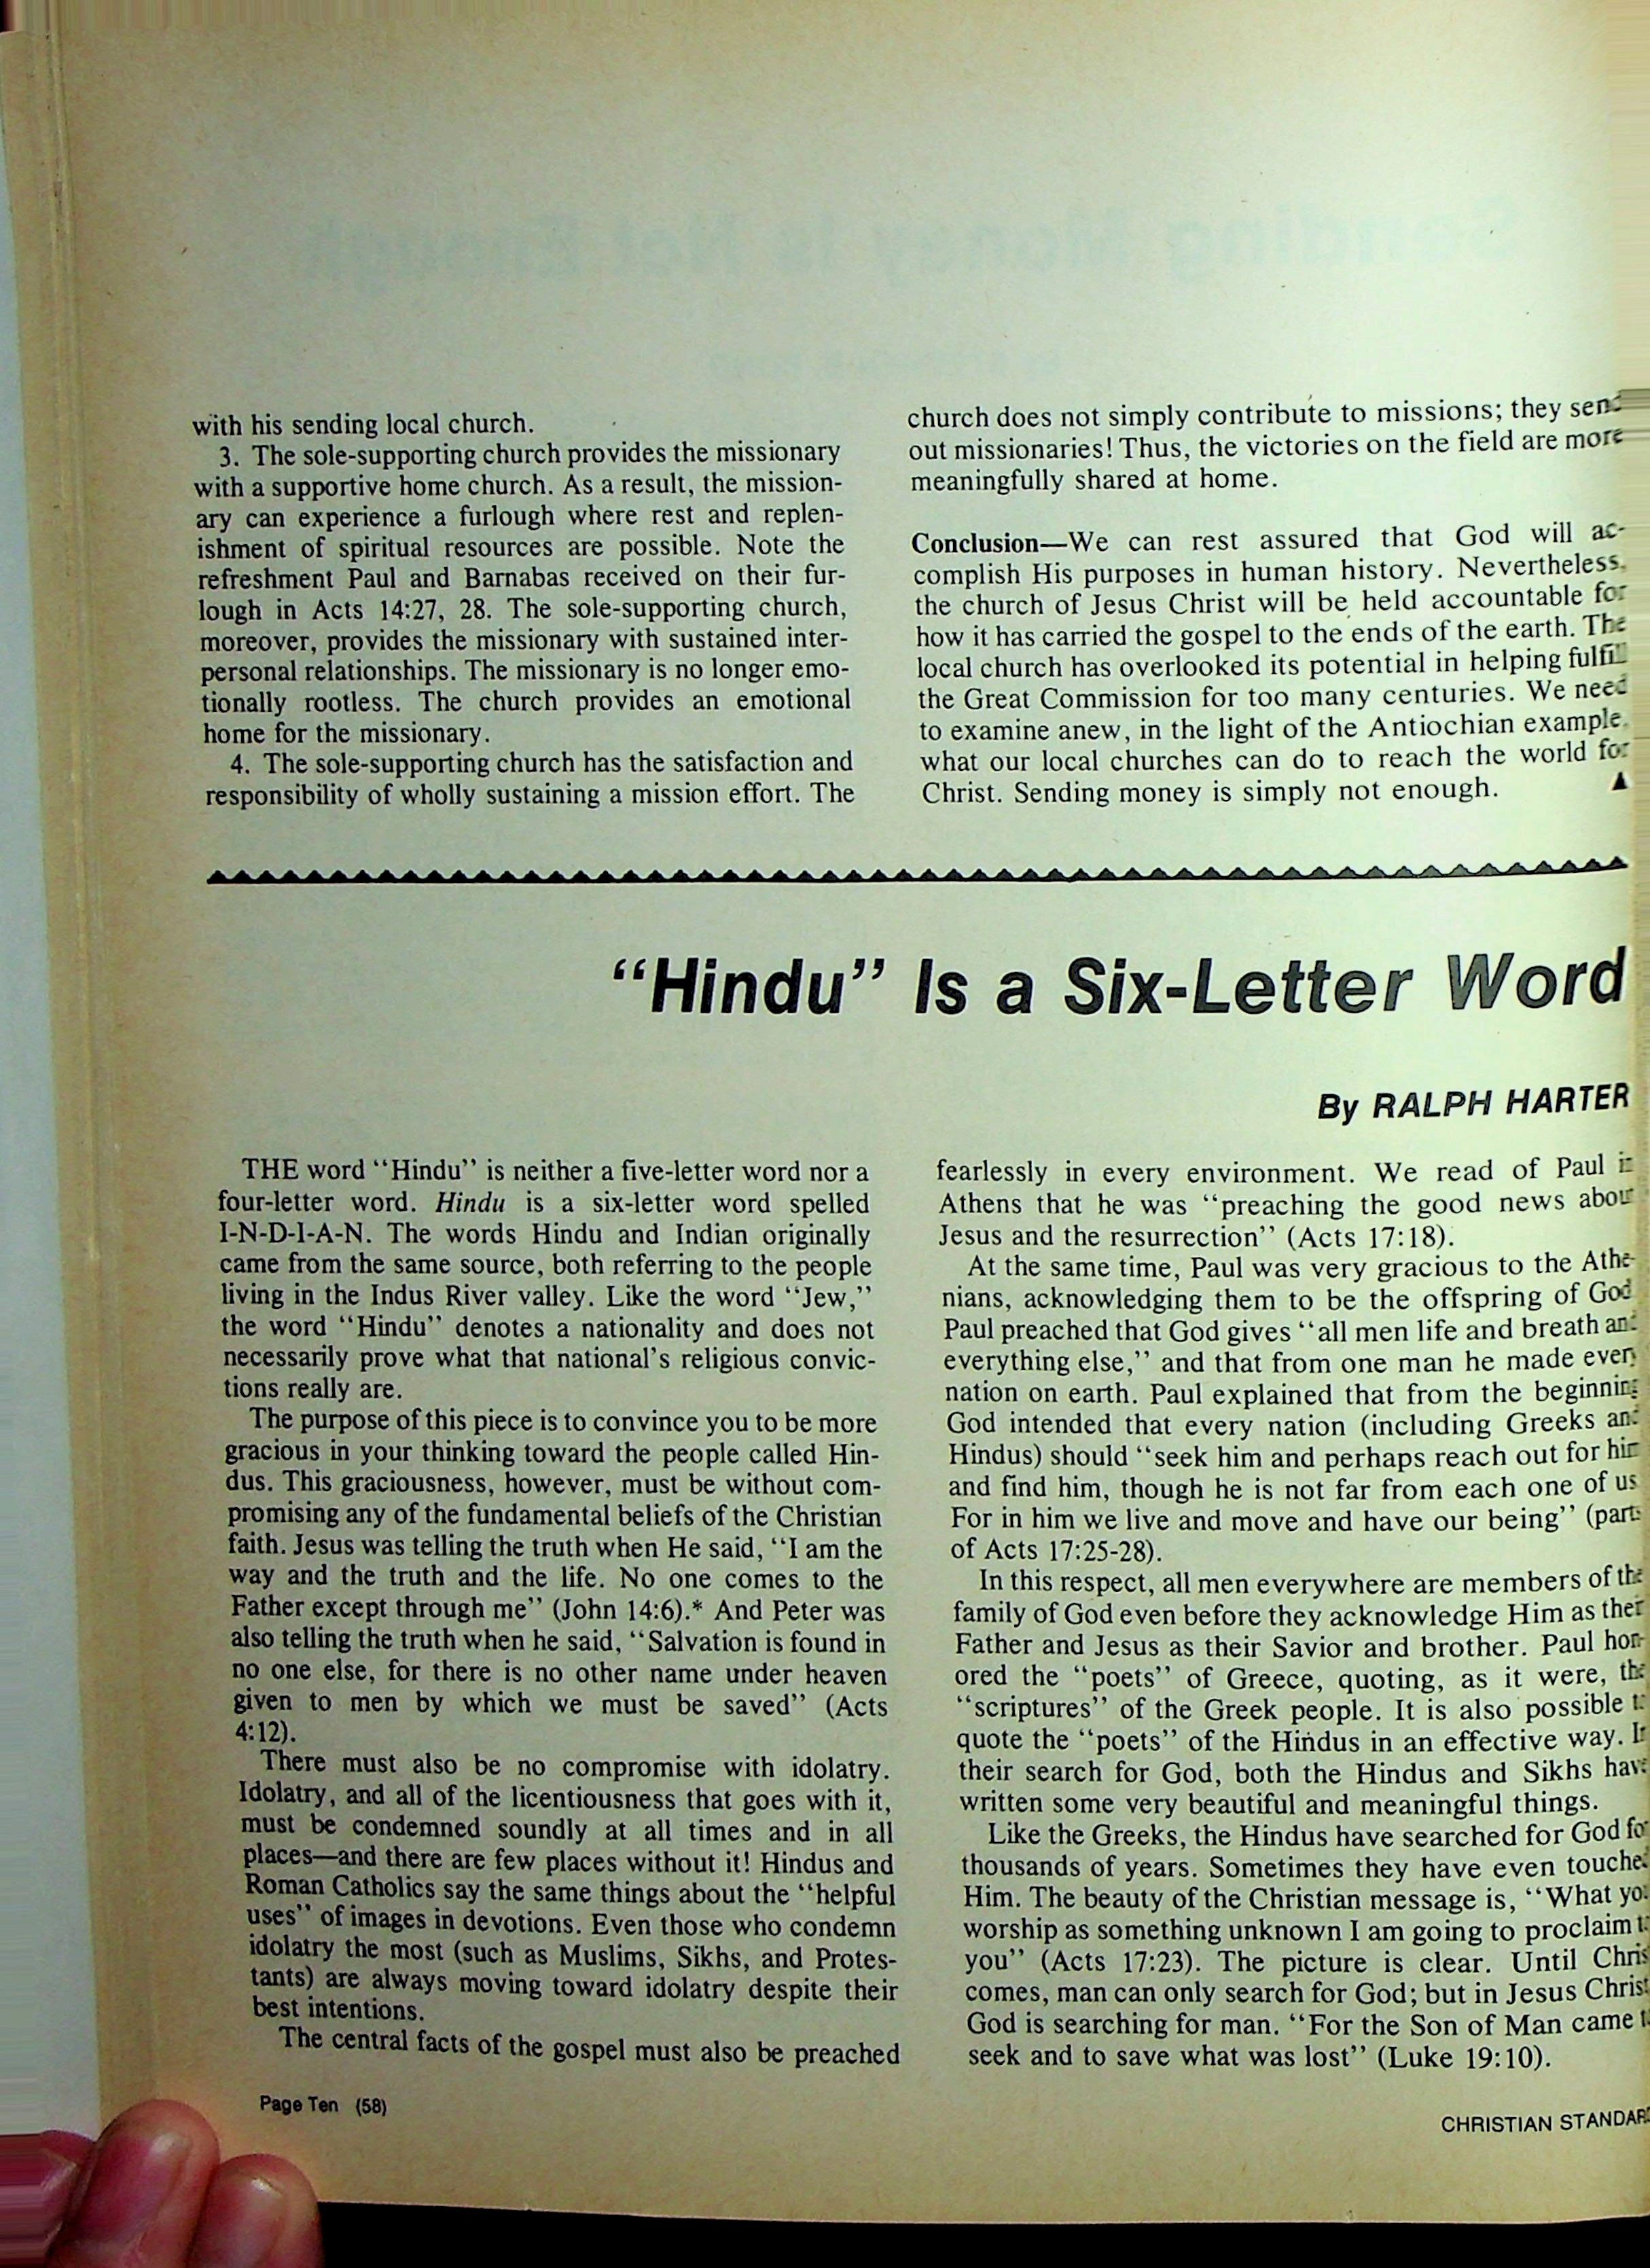 with his sending local church.
3. The sole-supporting church provides the missionary
with a supportive home church. As a result, the mission-
ary can experience a furlough where rest and replen-
ishment of spiritual resources are possible. Note the
refreshment Paul and Barnabas received on their fur-
lough in Acts 14:27, 28. The sole-supporting church,
moreover, provides the missionary with sustained inter-
personal relationships. The missionary is no longer emo-
tionally rootless. The church provides an emotional
home for the missionary.
4. The sole-supporting church has the satisfaction and
responsibility of wholly sustaining a mission effort. The
church does not simply contribute to missions; they send
out missionaries! Thus, the victories on the field are more
meaningfully shared at home.
Conclusion—We can rest assured that God will ac-
complish His purposes in human history. Nevertheless,
the church of Jesus Christ will be held accountable for
how it has carried the gospel to the ends of the earth. The
local church has overlooked its potential in helping fulfill
the Great Commission for too many centuries. We need
to examine anew, in the light of the Antiochian example,
what our local churches can do to reach the world for
Christ. Sending money is simply not enough. ▲
“Hindu” Is a Six-Letter Word
By RALPH HARTER
THE word “Hindu” is neither a five-letter word nor a
four-letter word. Hindu is a six-letter word spelled
I-N-D-I-A-N. The words Hindu and Indian originally
came from the same source, both referring to the people
living in the Indus River valley. Like the word “Jew,”
the word “Hindu” denotes a nationality and does not
necessarily prove what that national’s religious convic-
tions really are.
The purpose of this piece is to convince you to be more
gracious in your thinking toward the people called Hin-
dus. This graciousness, however, must be without com-
promising any of the fundamental beliefs of the Christian
faith. Jesus was telling the truth when He said, “I am the
way and the truth and the life. No one comes to the
Father except through me” (John 14:6).* And Peter was
also telling the truth when he said, “Salvation is found in
no one else, for there is no other name under heaven
given to men by which we must be saved” (Acts
4:12).
There must also be no compromise with idolatry.
Idolatry, and all of the licentiousness that goes with it,
must be condemned soundly at all times and in all
places—and there are few places without it! Hindus and
Roman Catholics say the same things about the “helpful
uses” of images in devotions. Even those who condemn
idolatry the most (such as Muslims, Sikhs, and Protes-
tants) are always moving toward idolatry despite their
best intentions.
The central facts of the gospel must also be preached
fearlessly in every environment. We read of Paul in
Athens that he was “preaching the good news about
Jesus and the resurrection” (Acts 17:18).
At the same time, Paul was very gracious to the Athe-
nians, acknowledging them to be the offspring of God
Paul preached that God gives “all men life and breath and
everything else,” and that from one man he made every
nation on earth. Paul explained that from the beginning
God intended that every nation (including Greeks and
Hindus) should “seek him and perhaps reach out for him
and find him, though he is not far from each one of us
For in him we live and move and have our being” (parts
of Acts 17:25-28).
In this respect, all men everywhere are members of the
family of God even before they acknowledge Him as their
Father and Jesus as their Savior and brother. Paul hon-
ored the “poets” of Greece, quoting, as it were, the
“scriptures” of the Greek people. It is also possible to
quote the “poets” of the Hindus in an effective way. In
their search for God, both the Hindus and Sikhs have
written some very beautiful and meaningful things.
Like the Greeks, the Hindus have searched for God for
thousands of years. Sometimes they have even touched
Him. The beauty of the Christian message is, “What you
worship as something unknown I am going to proclaim to
you” (Acts 17:23). The picture is clear. Until Christ
comes, man can only search for God; but in Jesus Christ
God is searching for man. “For the Son of Man came to
seek and to save what was lost” (Luke 19:10).
Page Ten (58)
CHRISTIAN STANDARD